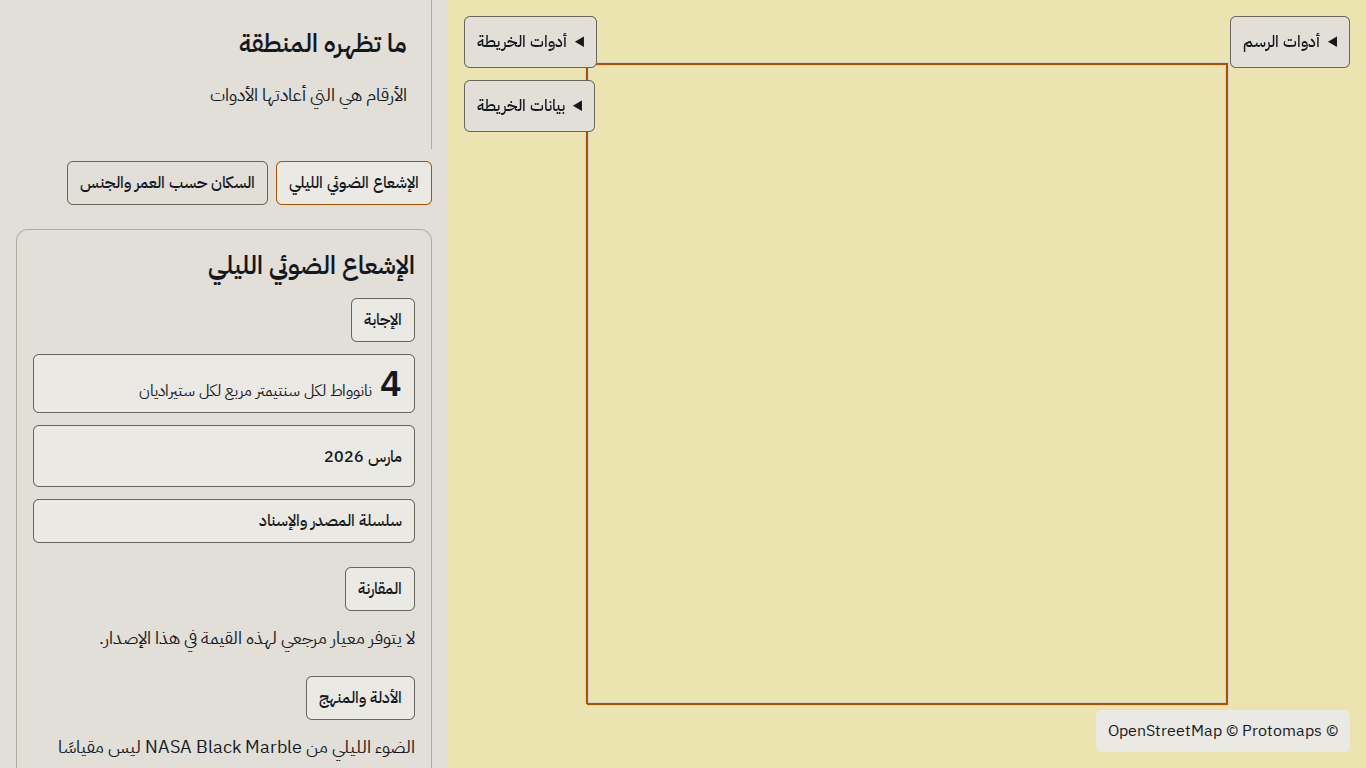 ما تظهره المنطقة
الأرقام هي التي أعادتها الأدوات
الإشعاع الضوئي الليلي
السكان حسب العمر والجنس
الإشعاع الضوئي الليلي
الإجابة
4 نانوواط لكل سنتيمتر مربع لكل ستيراديان
مارس 2026
سلسلة المصدر والإسناد
المقارنة
لا يتوفر معيار مرجعي لهذه القيمة في هذا الإصدار.
الأدلة والمنهج
الضوء الليلي من NASA Black Marble ليس مقياسًا
أدوات الرسم
أدوات الخريطة
بيانات الخريطة
OpenStreetMap © Protomaps ©